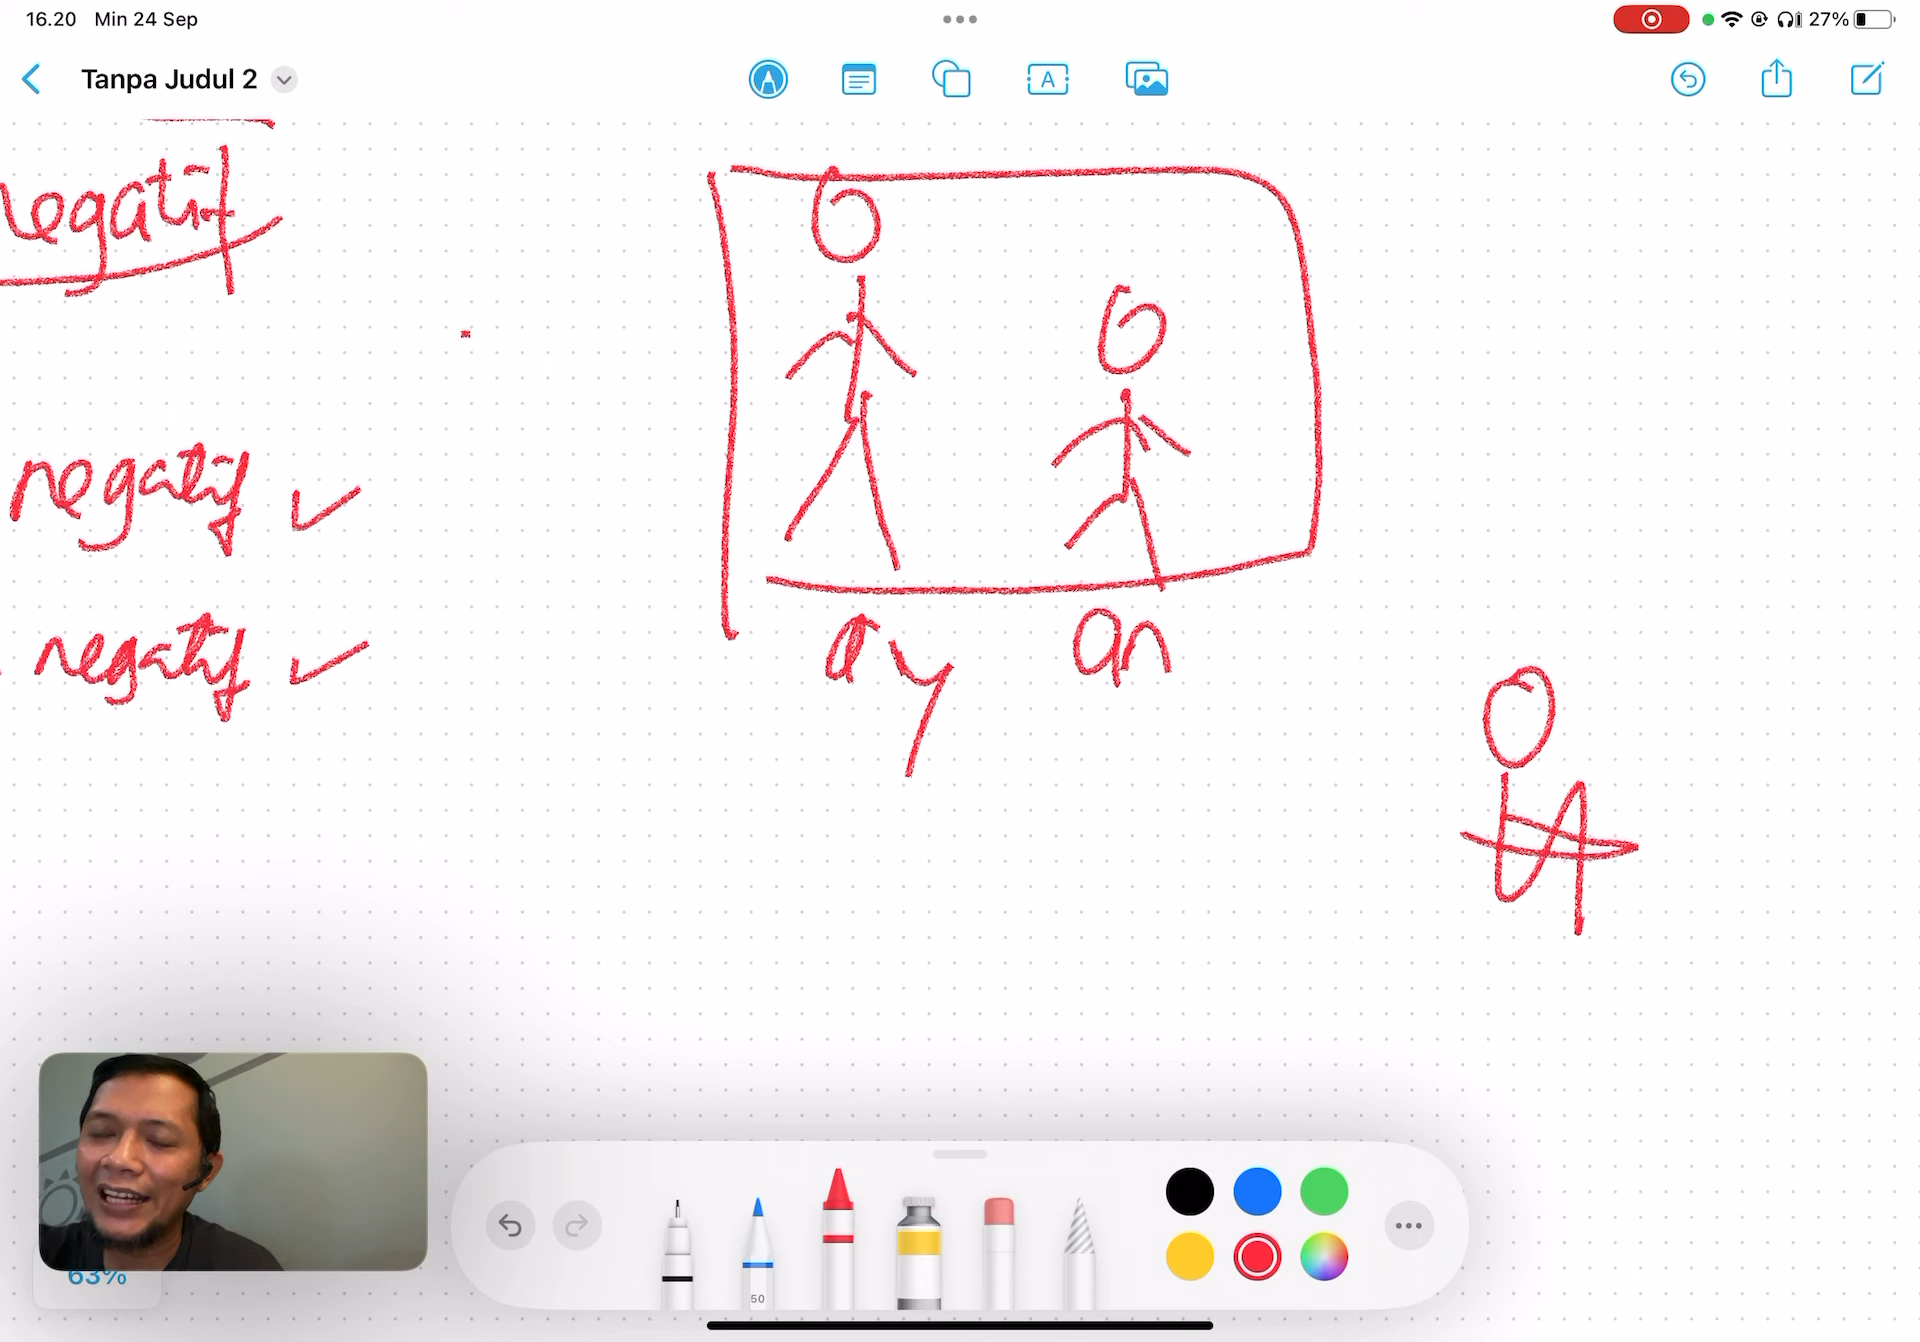 16.20 Min 24 Sep 27%
Tanpa Judul 2
A
negatif
negatif ✓
negatif ✓
ay an
63%
50